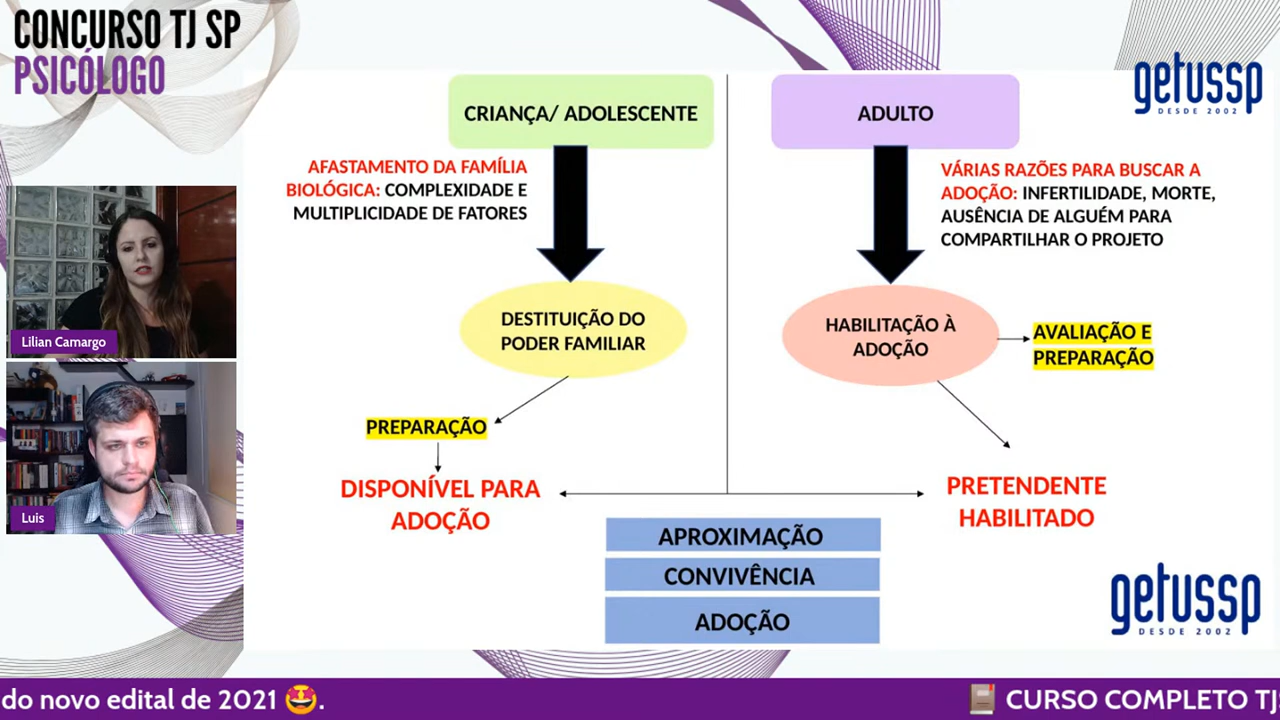 CONCURSO TJ SP
PSICÓLOGO
getussp
DESDE 2002
CRIANÇA/ ADOLESCENTE
ADULTO
AFASTAMENTO DA FAMÍLIA
BIOLÓGICA: COMPLEXIDADE E
MULTIPLICIDADE DE FATORES
VÁRIAS RAZÕES PARA BUSCAR A
ADOÇÃO: INFERTILIDADE, MORTE,
AUSÊNCIA DE ALGUÉM PARA
COMPARTILHAR O PROJETO
Lilian Camargo
DESTITUIÇÃO DO
PODER FAMILIAR
HABILITAÇÃO À
ADOÇÃO
AVALIAÇÃO E
PREPARAÇÃO
PREPARAÇÃO
DISPONÍVEL PARA
ADOÇÃO
PRETENDENTE
HABILITADO
Luis
APROXIMAÇÃO
CONVIVÊNCIA
ADOÇÃO
getussp
DESDE 2002
do novo edital de 2021 🤩.
📔 CURSO COMPLETO TJ